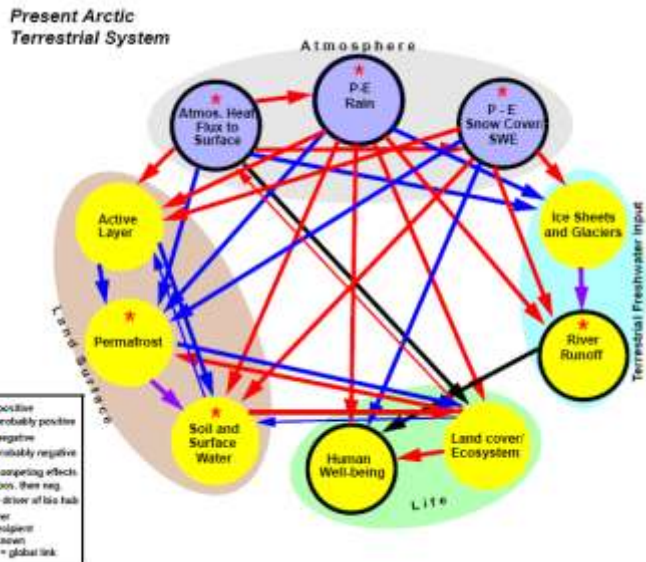 Present Arctic
Terrestrial System
Atmosphere
*
Atmos. Heat
Flux to
Surface
*
P-E
Rain
*
P - E
Snow Cover/
SWE
Active
Layer
Ice Sheets
and Glaciers
*
Permafrost
*
River
Runoff
Land Surface
Terrestrial Freshwater Input
*
Soil and
Surface
Water
Human
Well-being
Land cover/
Ecosystem
Life
positive
probably positive
negative
probably negative
competing effects
pos. then neg.
driver of bio hub
= global link